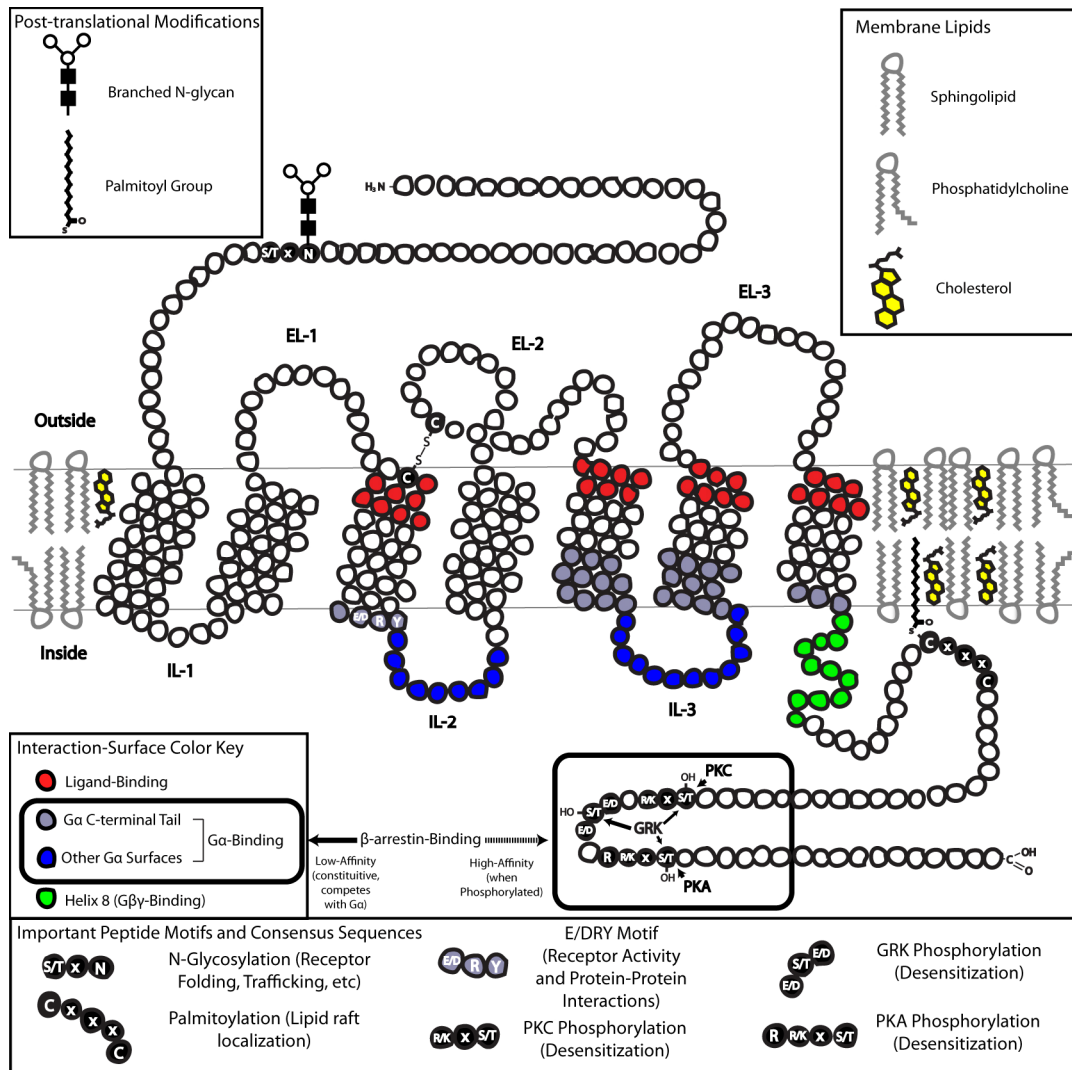 Post-translational Modifications
Branched N-glycan
Palmitoyl Group
S
O
Membrane Lipids
Sphingolipid
Phosphatidylcholine
Cholesterol
H₃N
S/T x N
EL-1
EL-2
EL-3
Outside
C
S
S
C
E/D R Y
Inside
IL-1
IL-2
IL-3
S
O
C x x x C
Interaction-Surface Color Key
Ligand-Binding
Gα C-terminal Tail
Gα-Binding
Other Gα Surfaces
Helix 8 (Gβγ-Binding)
β-arrestin-Binding
Low-Affinity
(constituitive,
competes
with Gα)
High-Affinity
(when
Phosphorylated)
OH
PKC
E/D R/K x S/T
HO
S/T
GRK
E/D
R R/K x S/T
OH
PKA
OH
C
O
Important Peptide Motifs and Consensus Sequences
S/T x N
N-Glycosylation (Receptor
Folding, Trafficking, etc)
C x x x C
Palmitoylation (Lipid raft
localization)
E/D R Y
E/DRY Motif
(Receptor Activity
and Protein-Protein
Interactions)
R/K x S/T
PKC Phosphorylation
(Desensitization)
E/D S/T E/D
GRK Phosphorylation
(Desensitization)
R R/K x S/T
PKA Phosphorylation
(Desensitization)